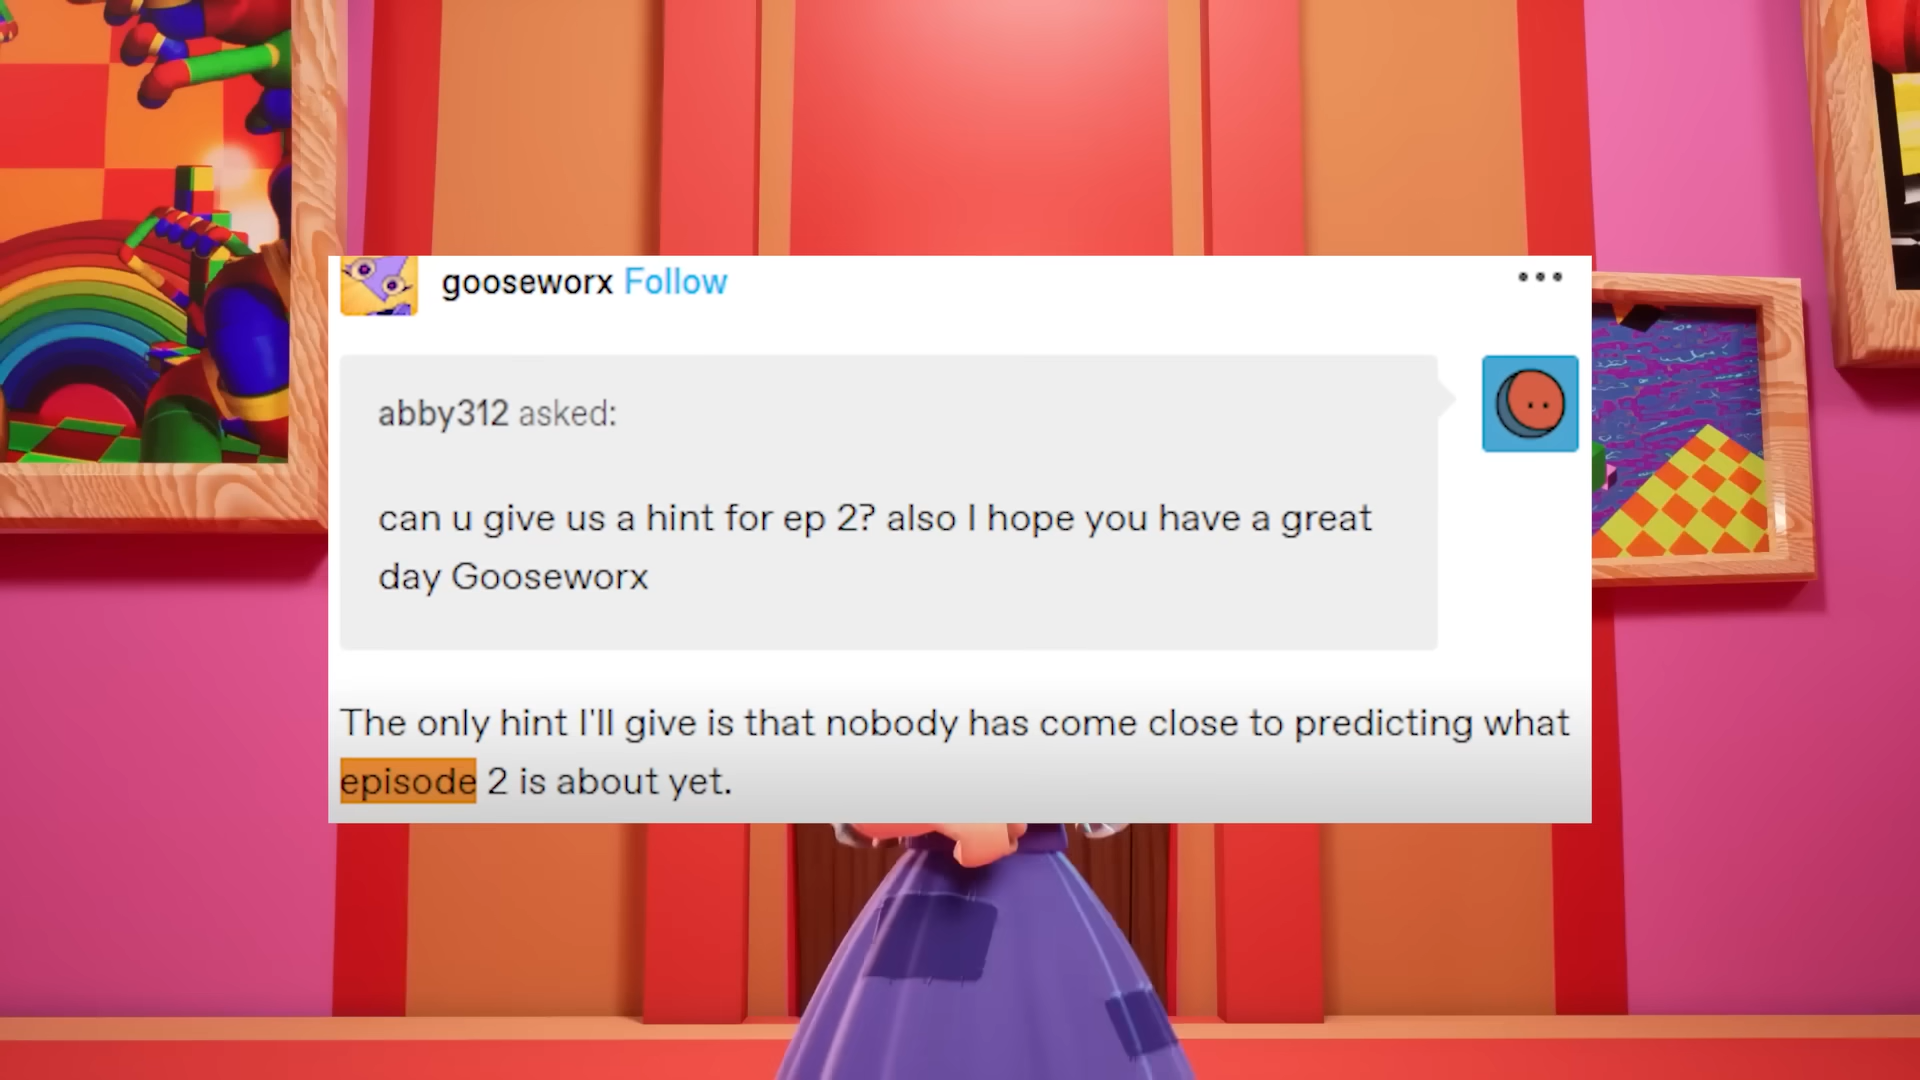 gooseworx Follow
abby312 asked:
can u give us a hint for ep 2? also I hope you have a great
day Gooseworx
The only hint I'll give is that nobody has come close to predicting what
episode 2 is about yet.